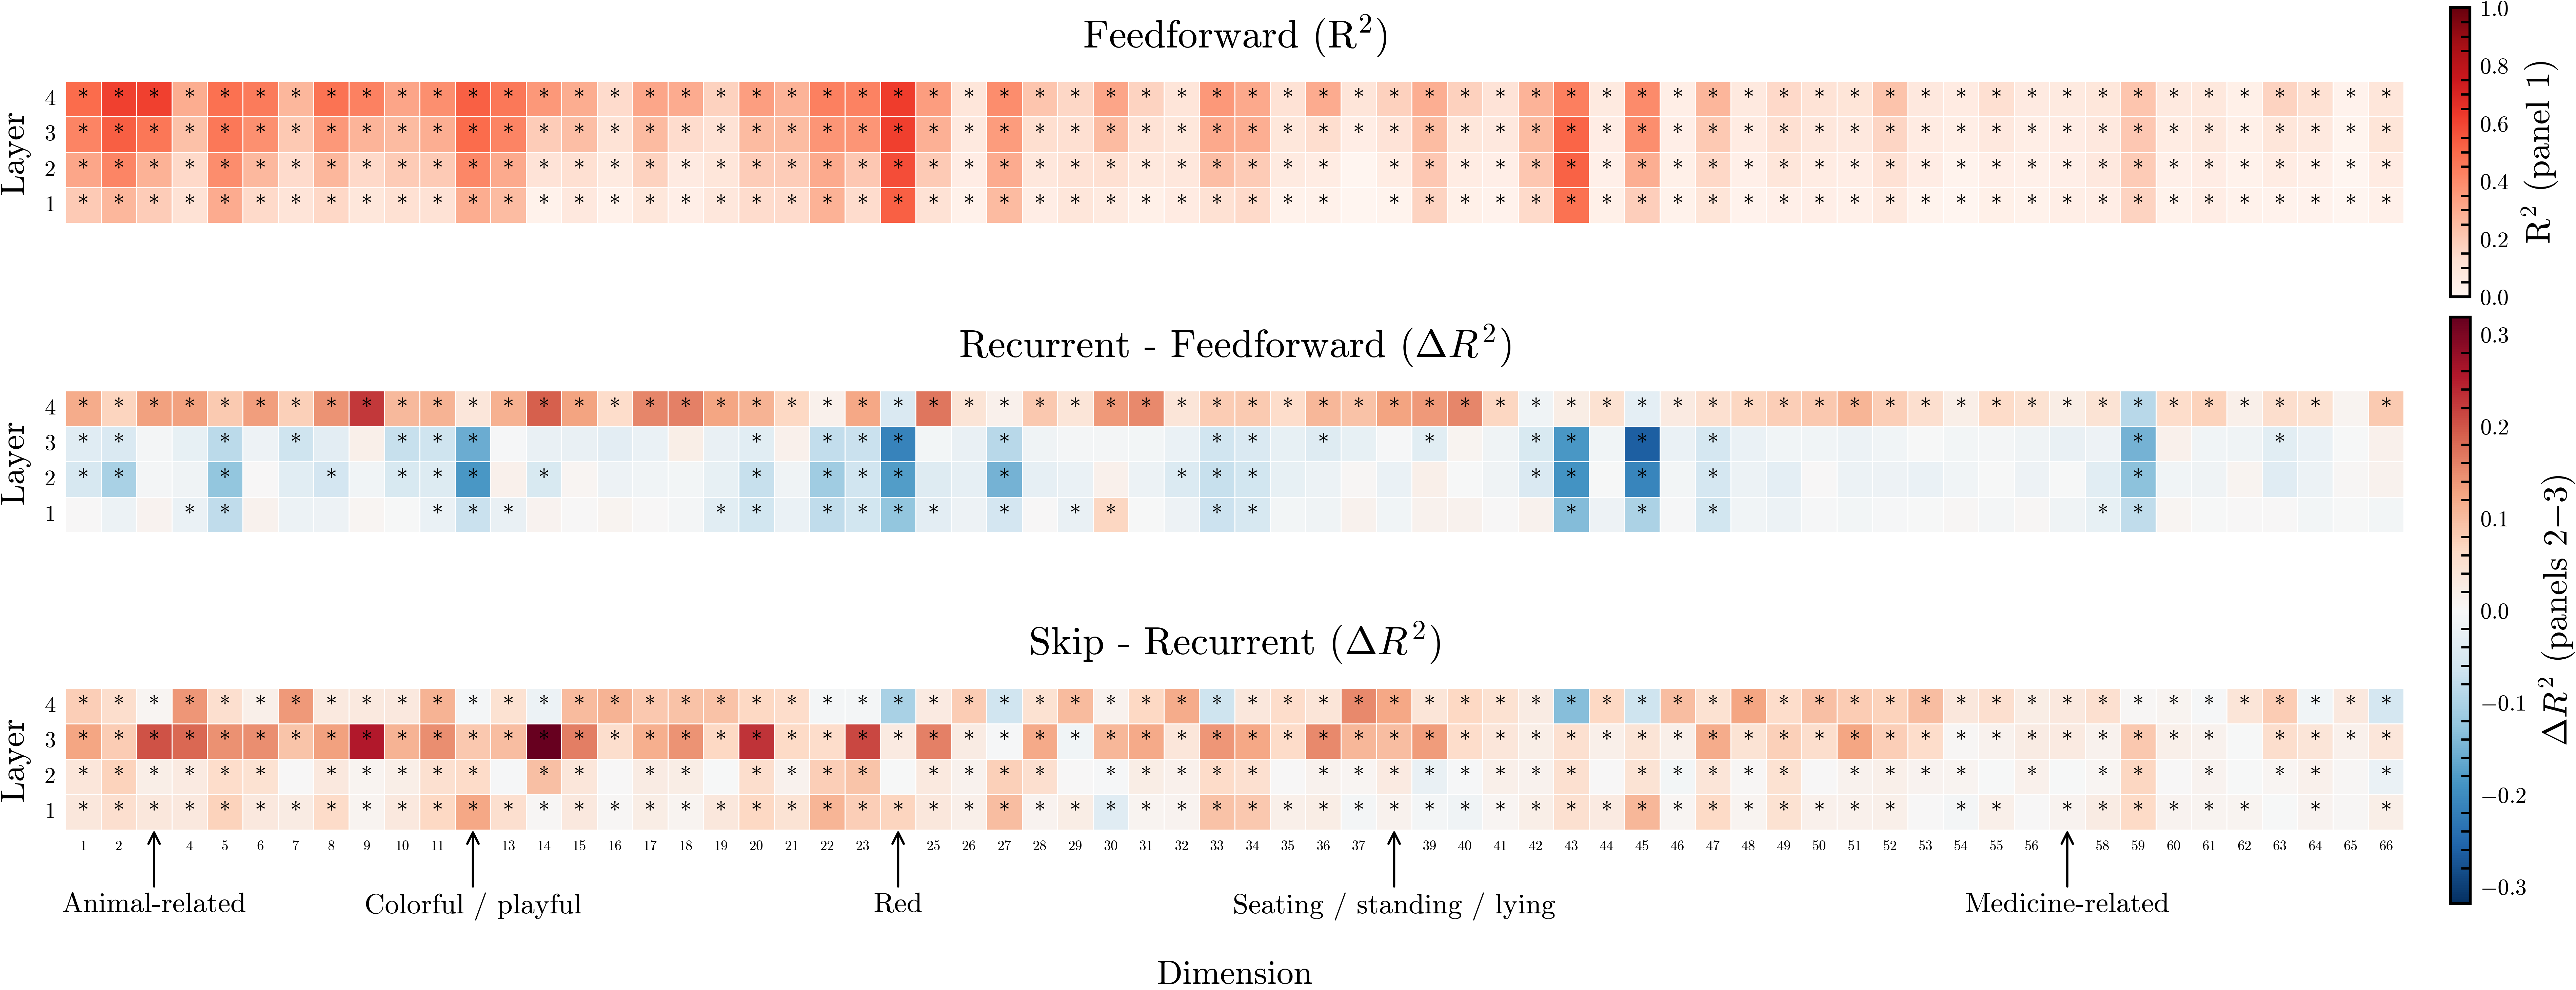 Feedforward (R²)
Layer
4
3
2
1
1.0
0.8
0.6
0.4
0.2
0.0
R² (panel 1)
Recurrent - Feedforward (ΔR²)
Layer
4
3
2
1
Skip - Recurrent (ΔR²)
Layer
4
3
2
1
0.3
0.2
0.1
0.0
−0.1
−0.2
−0.3
ΔR² (panels 2−3)
1 2 4 5 6 7 8 9 10 11 13 14 15 16 17 18 19 20 21 22 23 25 26 27 28 29 30 31 32 33 34 35 36 37 39 40 41 42 43 44 45 46 47 48 49 50 51 52 53 54 55 56 58 59 60 61 62 63 64 65 66
Animal-related Colorful / playful Red Seating / standing / lying Medicine-related
Dimension